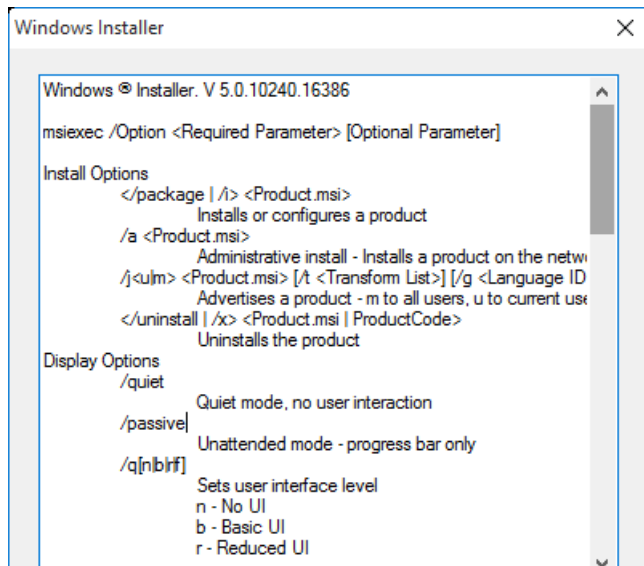 Windows Installer
Windows ® Installer. V 5.0.10240.16386
msiexec /Option <Required Parameter> [Optional Parameter]
Install Options
</package | /i> <Product.msi>
Installs or configures a product
/a <Product.msi>
Administrative install - Installs a product on the netw
/j<u|m> <Product.msi> [/t <Transform List>] [/g <Language ID
Advertises a product - m to all users, u to current use
</uninstall | /x> <Product.msi | ProductCode>
Uninstalls the product
Display Options
/quiet
Quiet mode, no user interaction
/passive
Unattended mode - progress bar only
/q[n|b|r|f]
Sets user interface level
n - No UI
b - Basic UI
r - Reduced UI